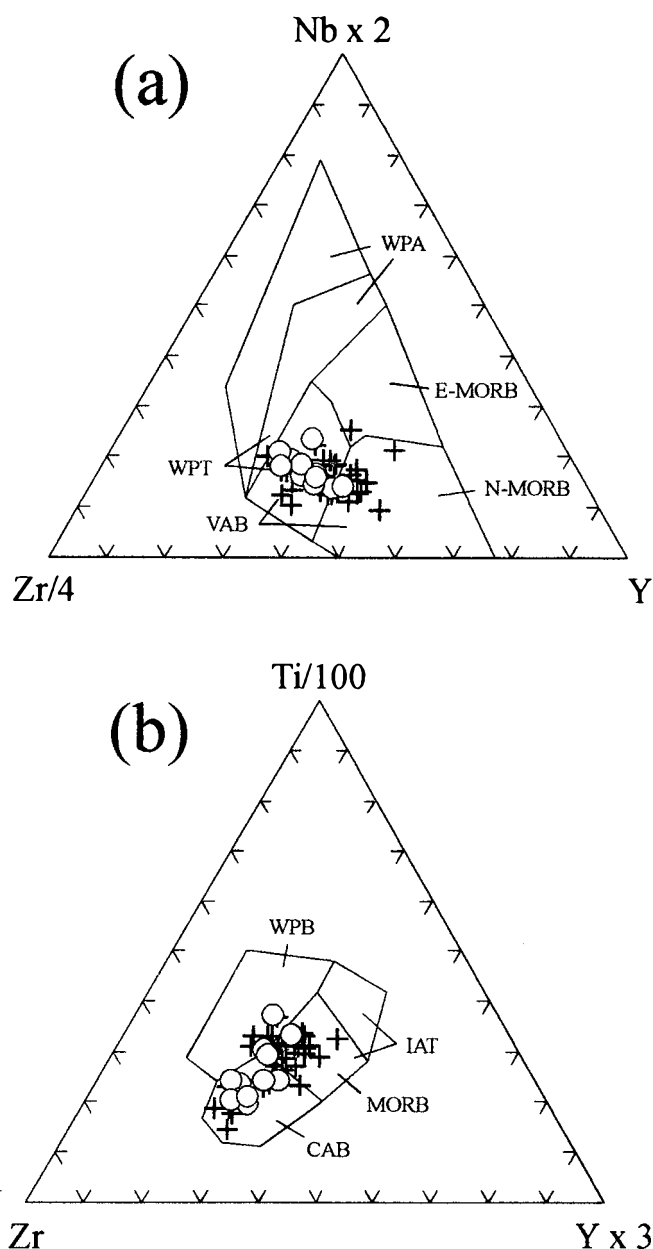 Nb x 2
(a)
WPA
E-MORB
WPT
N-MORB
VAB
Zr/4 Y
Ti/100
(b)
WPB
IAT
MORB
CAB
Zr Y x 3